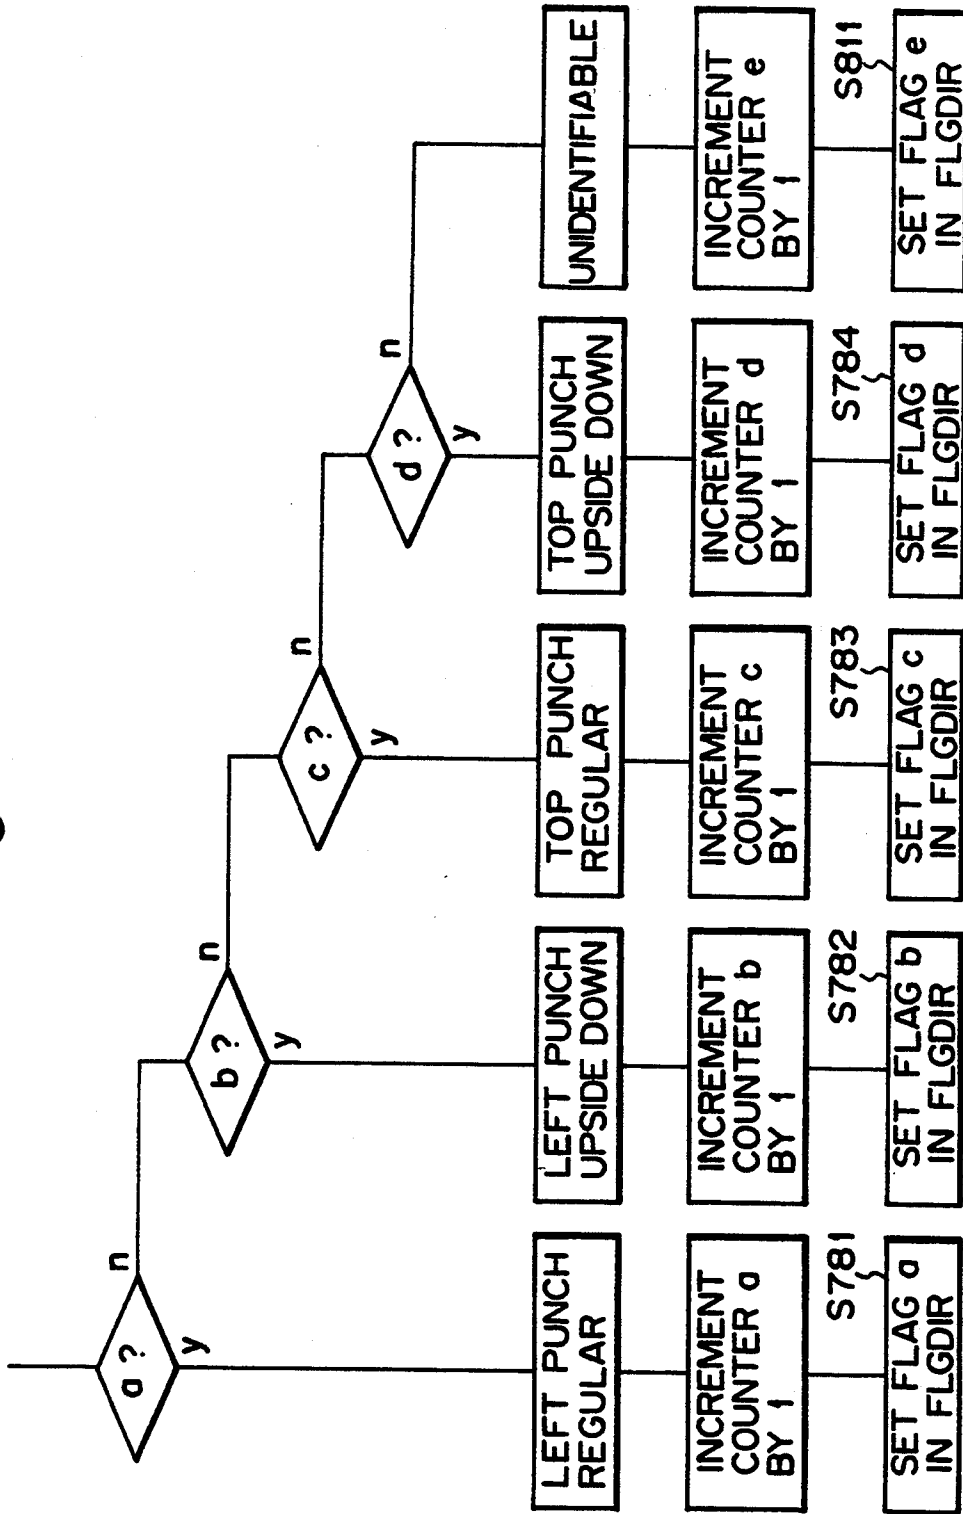 a ?
n
y
b ?
n
y
c ?
n
y
d ?
n
y
LEFT PUNCH
REGULAR
LEFT PUNCH
UPSIDE DOWN
TOP PUNCH
REGULAR
TOP PUNCH
UPSIDE DOWN
UNIDENTIFIABLE
INCREMENT
COUNTER a
BY 1
INCREMENT
COUNTER b
BY 1
INCREMENT
COUNTER c
BY 1
INCREMENT
COUNTER d
BY 1
INCREMENT
COUNTER e
BY 1
S781
SET FLAG a
IN FLGDIR
S782
SET FLAG b
IN FLGDIR
S783
SET FLAG c
IN FLGDIR
S784
SET FLAG d
IN FLGDIR
S811
SET FLAG e
IN FLGDIR